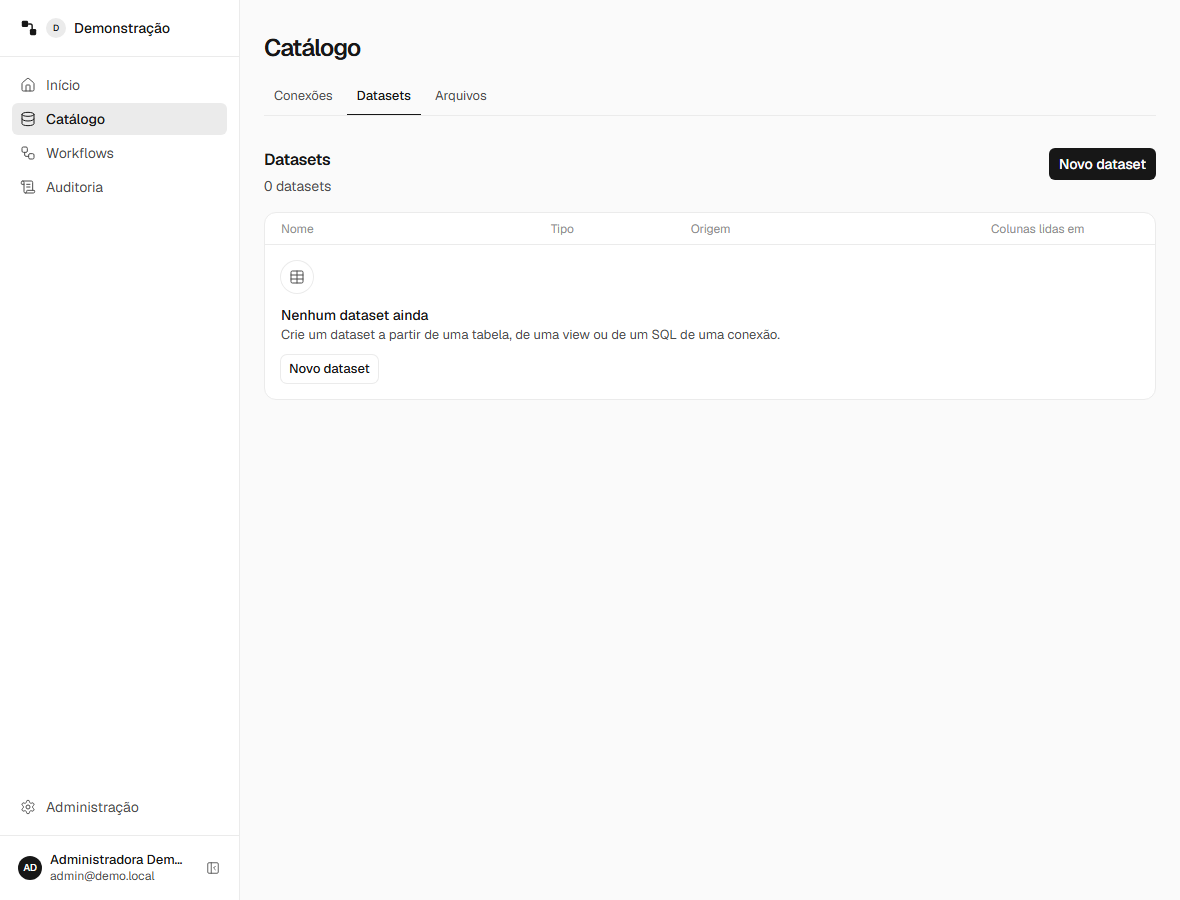 D Demonstração
Início
Catálogo
Workflows
Auditoria
Administração
AD
Administradora Dem...
admin@demo.local
Catálogo
Conexões Datasets Arquivos
Datasets
0 datasets
Novo dataset
Nome Tipo Origem Colunas lidas em
Nenhum dataset ainda
Crie um dataset a partir de uma tabela, de uma view ou de um SQL de uma conexão.
Novo dataset